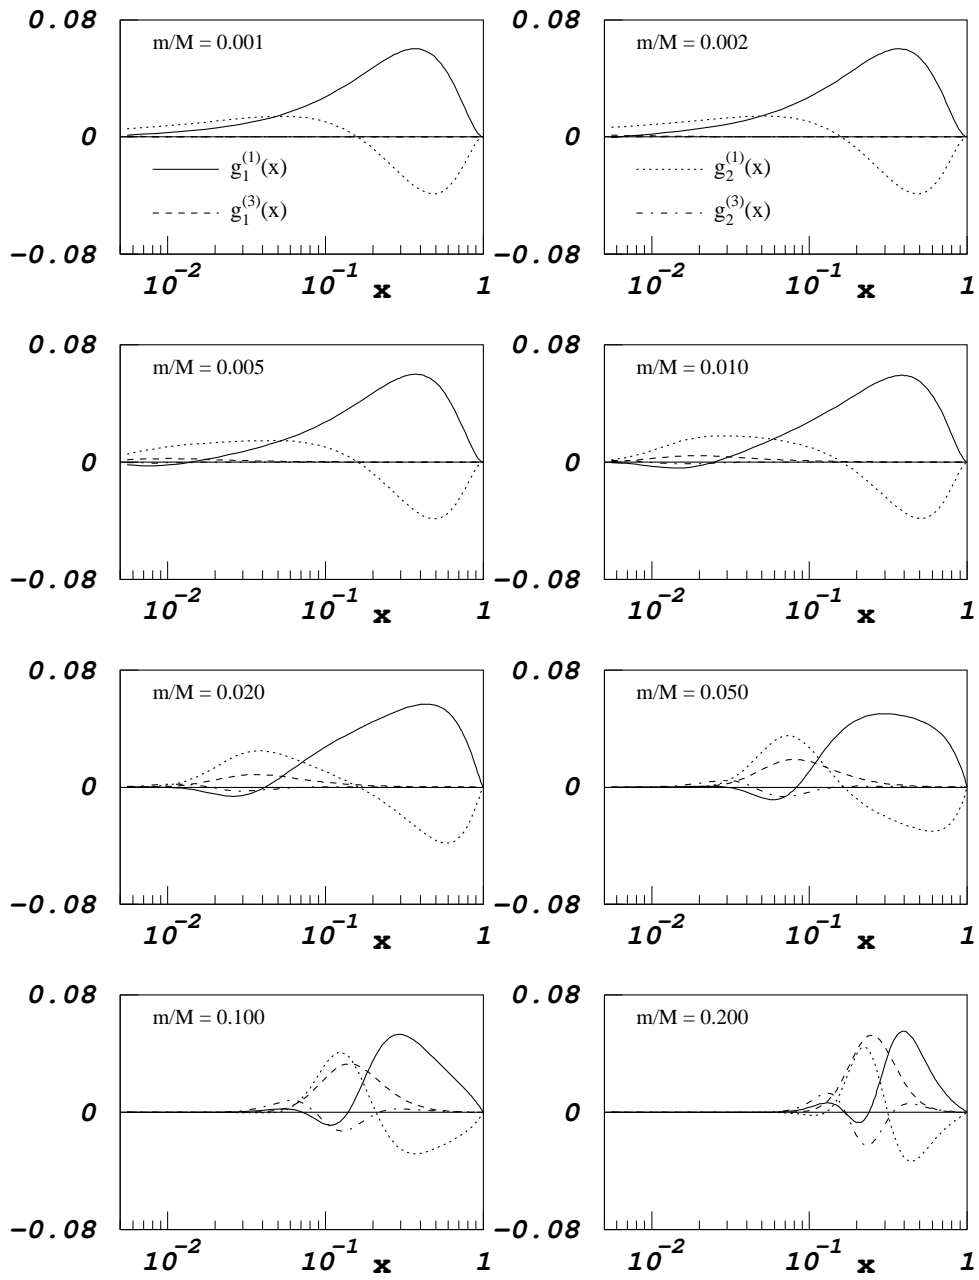 0.08
m/M = 0.001
0
g₁⁽¹⁾(x)
g₁⁽³⁾(x)
−0.08
10⁻² 10⁻¹ x 1
0.08
m/M = 0.002
0
g₂⁽¹⁾(x)
g₂⁽³⁾(x)
−0.08
10⁻² 10⁻¹ x 1
0.08
m/M = 0.005
0
−0.08
10⁻² 10⁻¹ x 1
0.08
m/M = 0.010
0
−0.08
10⁻² 10⁻¹ x 1
0.08
m/M = 0.020
0
−0.08
10⁻² 10⁻¹ x 1
0.08
m/M = 0.050
0
−0.08
10⁻² 10⁻¹ x 1
0.08
m/M = 0.100
0
−0.08
10⁻² 10⁻¹ x 1
0.08
m/M = 0.200
0
−0.08
10⁻² 10⁻¹ x 1